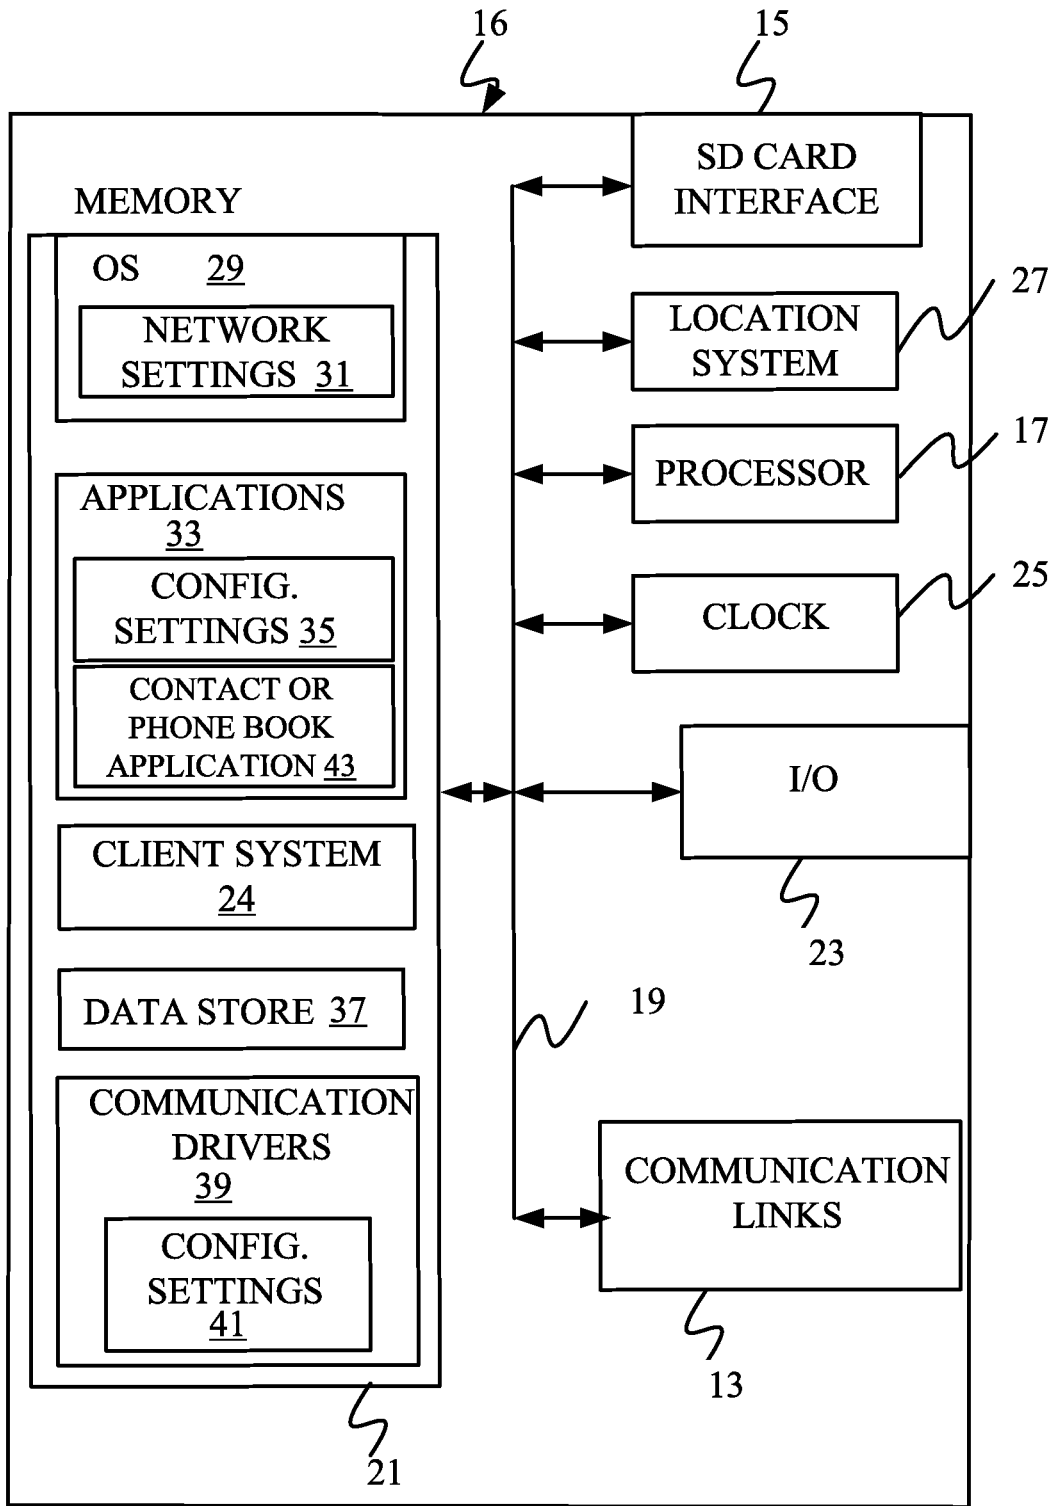 16
15
SD CARD
INTERFACE
MEMORY
OS 29
NETWORK
SETTINGS 31
27
LOCATION
SYSTEM
17
PROCESSOR
APPLICATIONS
33
CONFIG.
SETTINGS 35
25
CLOCK
CONTACT OR
PHONE BOOK
APPLICATION 43
I/O
CLIENT SYSTEM
24
23
DATA STORE 37
19
COMMUNICATION
DRIVERS
39
CONFIG.
SETTINGS
41
COMMUNICATION
LINKS
13
21